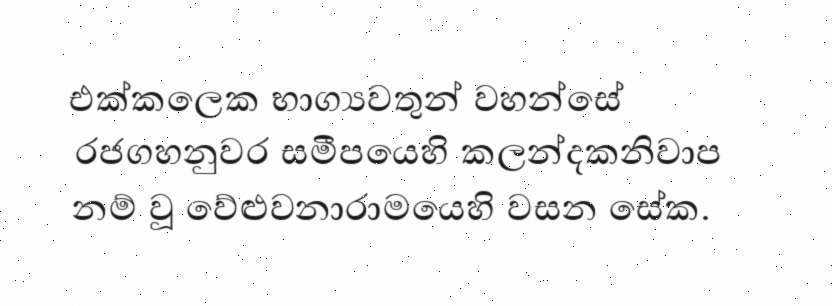 එක්කලෙක භාග්‍යවතුන් වහන්සේ
රජගහනුවර සමීපයෙහි කලන්දකනිවාප
නම් වූ වේළුවනාරාමයෙහි වසන සේක.